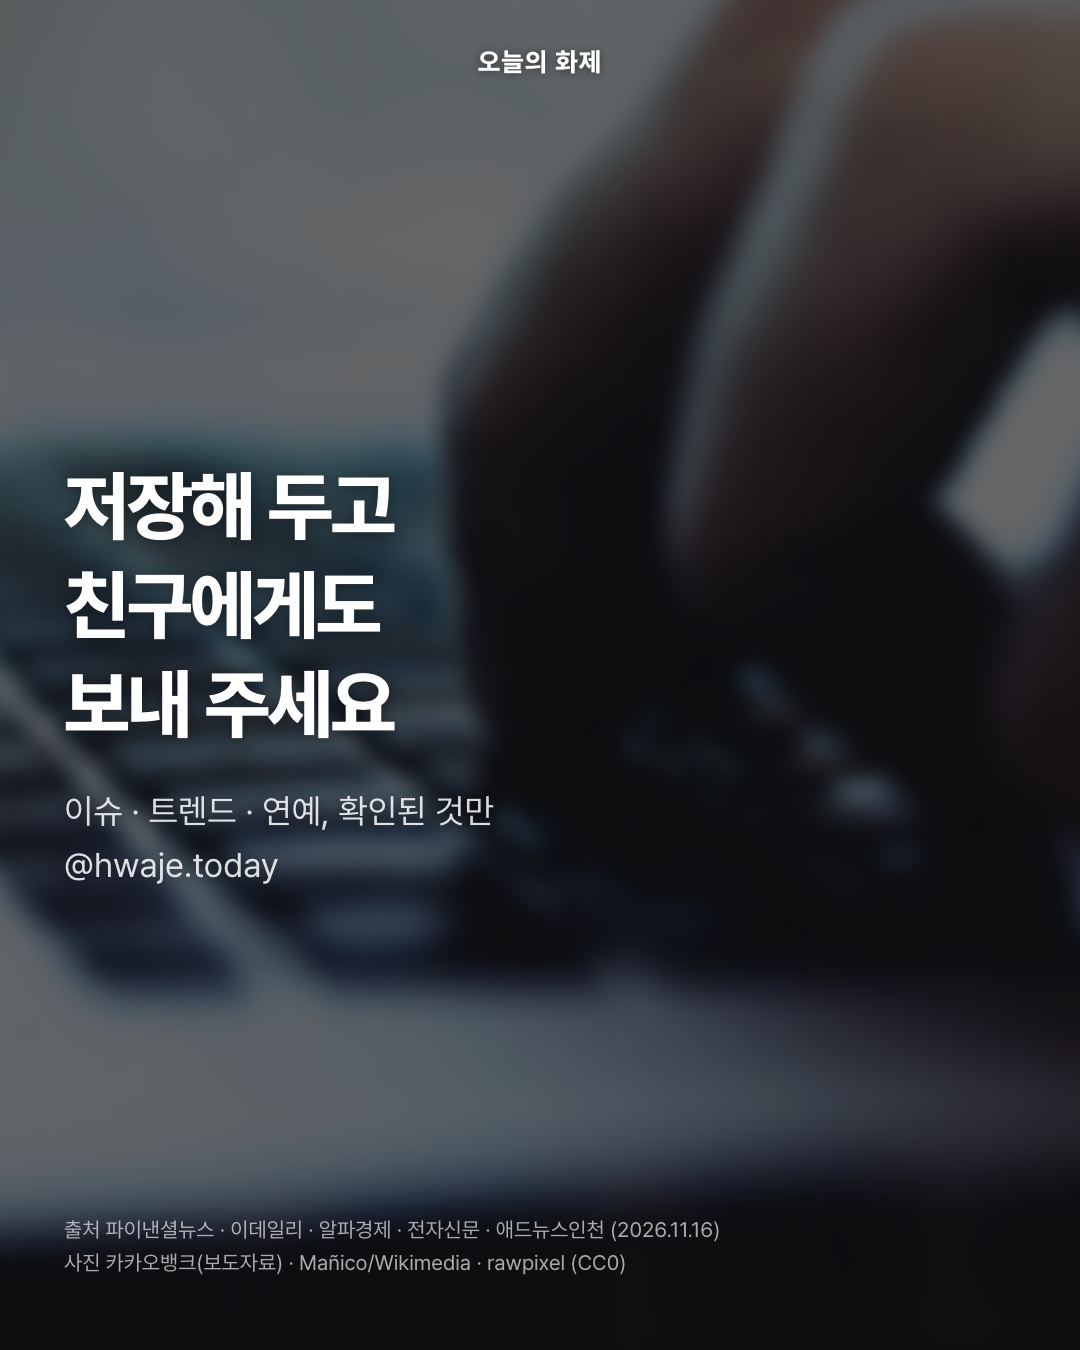 오늘의 화제
저장해 두고
친구에게도
보내 주세요
이슈 · 트렌드 · 연예, 확인된 것만
@hwaje.today
출처 파이낸셜뉴스 · 이데일리 · 알파경제 · 전자신문 · 애드뉴스인천 (2026.11.16)
사진 카카오뱅크(보도자료) · Mañico/Wikimedia · rawpixel (CC0)